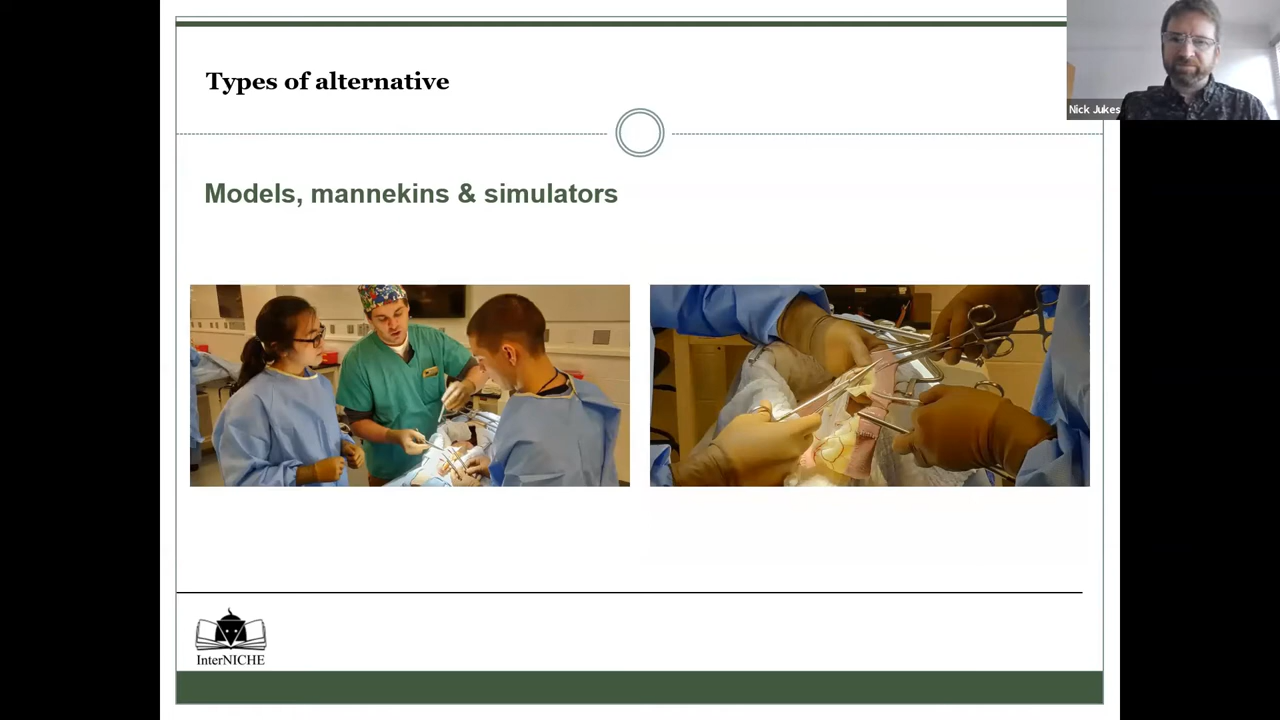 Types of alternative
Nick Jukes
Models, mannekins & simulators
InterNICHE